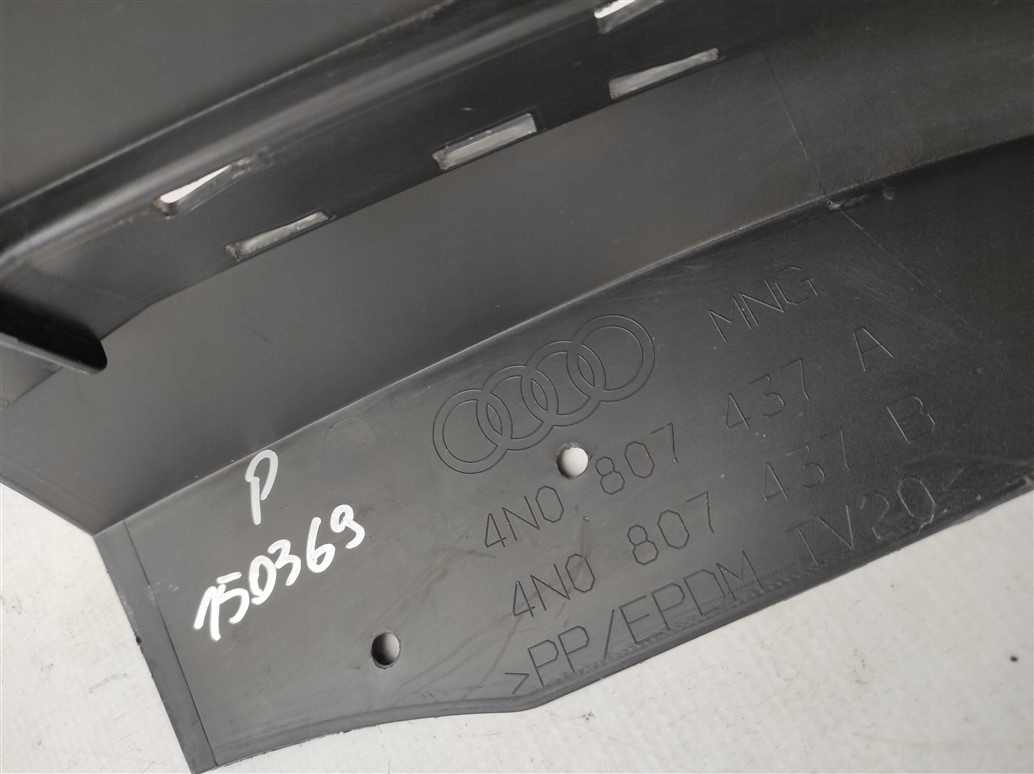 MNG
4N0 807 437 A
4N0 807 437 B
>PP/EPDM TV20<
P
150369